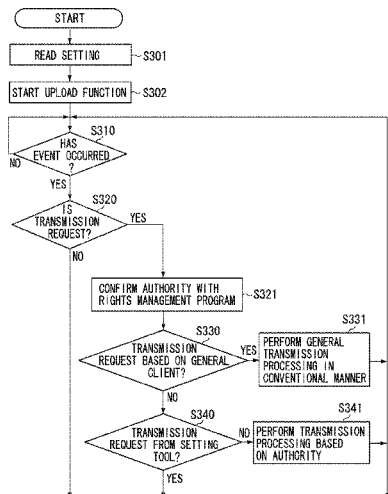 START
READ SETTING
S301
START UPLOAD FUNCTION
S302
S310
HAS
EVENT OCCURRED
?
NO
YES
S320
IS
TRANSMISSION
REQUEST?
YES
NO
CONFIRM AUTHORITY WITH
RIGHTS MANAGEMENT PROGRAM
S321
S330
TRANSMISSION
REQUEST BASED ON GENERAL
CLIENT?
YES
NO
S331
PERFORM GENERAL
TRANSMISSION
PROCESSING IN
CONVENTIONAL MANNER
S340
TRANSMISSION
REQUEST FROM SETTING
TOOL?
NO
YES
S341
PERFORM TRANSMISSION
PROCESSING BASED
ON AUTHORITY